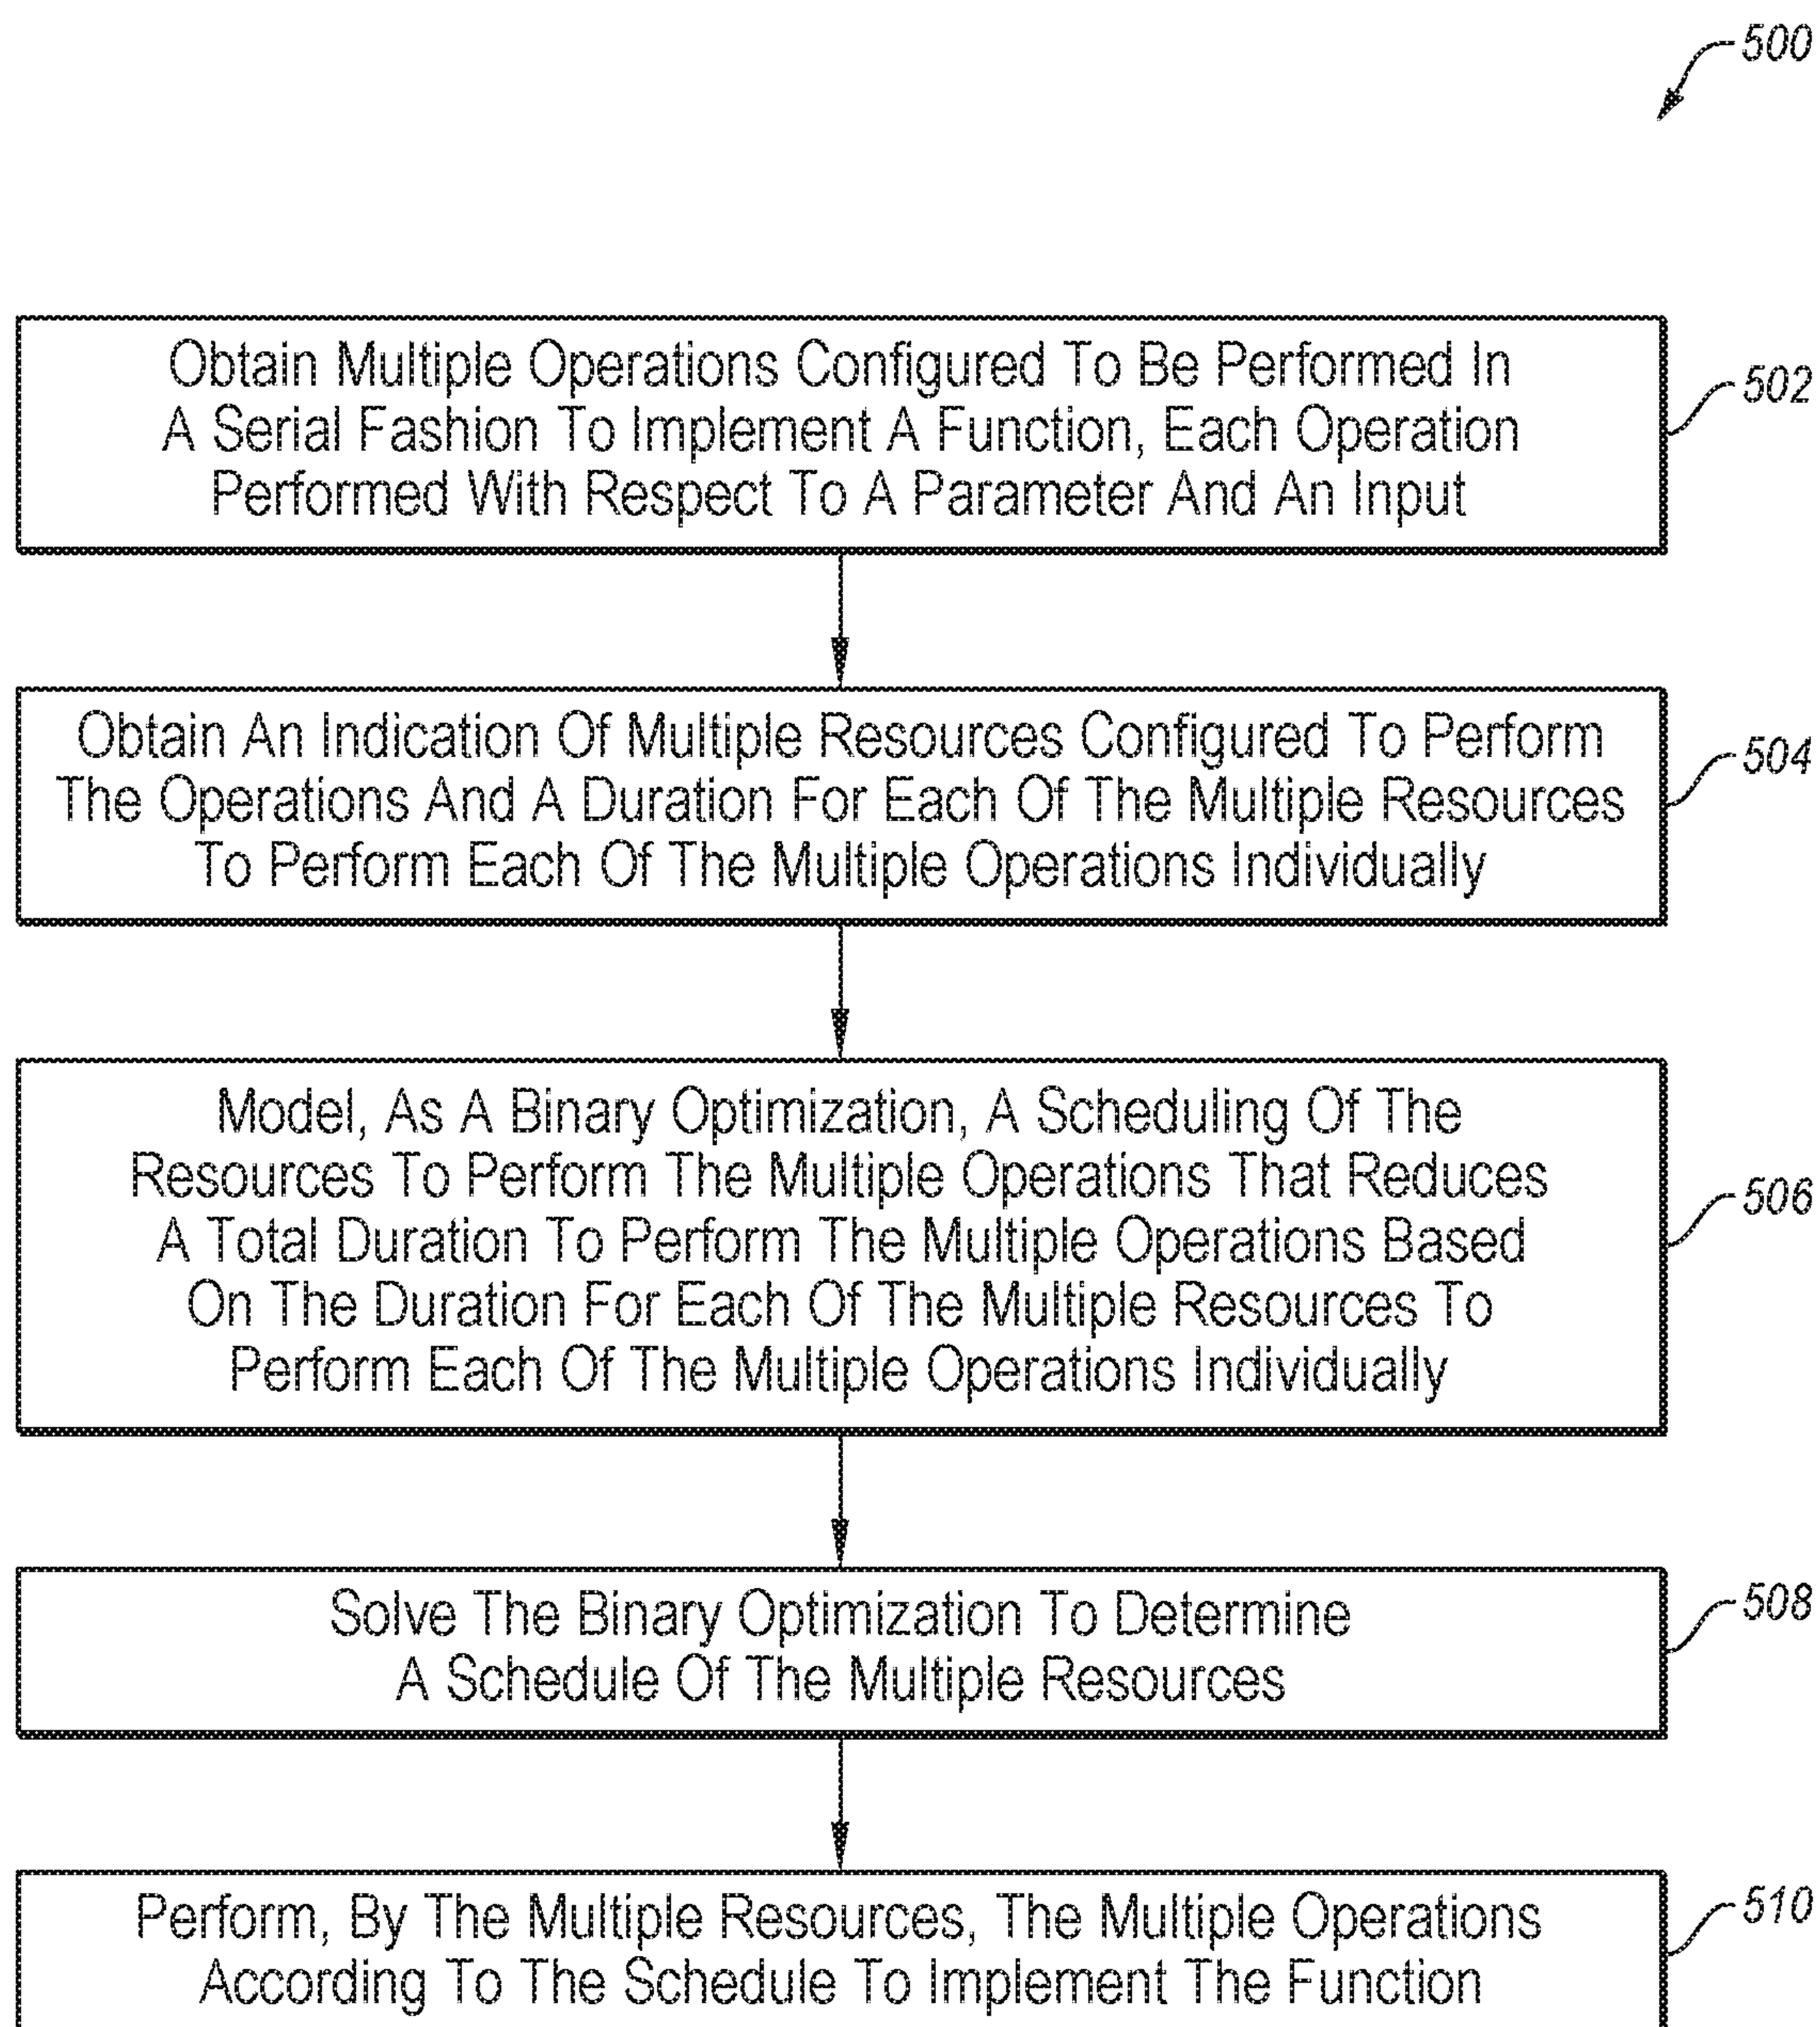 500
Obtain Multiple Operations Configured To Be Performed In
A Serial Fashion To Implement A Function, Each Operation
Performed With Respect To A Parameter And An Input
502
Obtain An Indication Of Multiple Resources Configured To Perform
The Operations And A Duration For Each Of The Multiple Resources
To Perform Each Of The Multiple Operations Individually
504
Model, As A Binary Optimization, A Scheduling Of The
Resources To Perform The Multiple Operations That Reduces
A Total Duration To Perform The Multiple Operations Based
On The Duration For Each Of The Multiple Resources To
Perform Each Of The Multiple Operations Individually
506
Solve The Binary Optimization To Determine
A Schedule Of The Multiple Resources
508
Perform, By The Multiple Resources, The Multiple Operations
According To The Schedule To Implement The Function
510